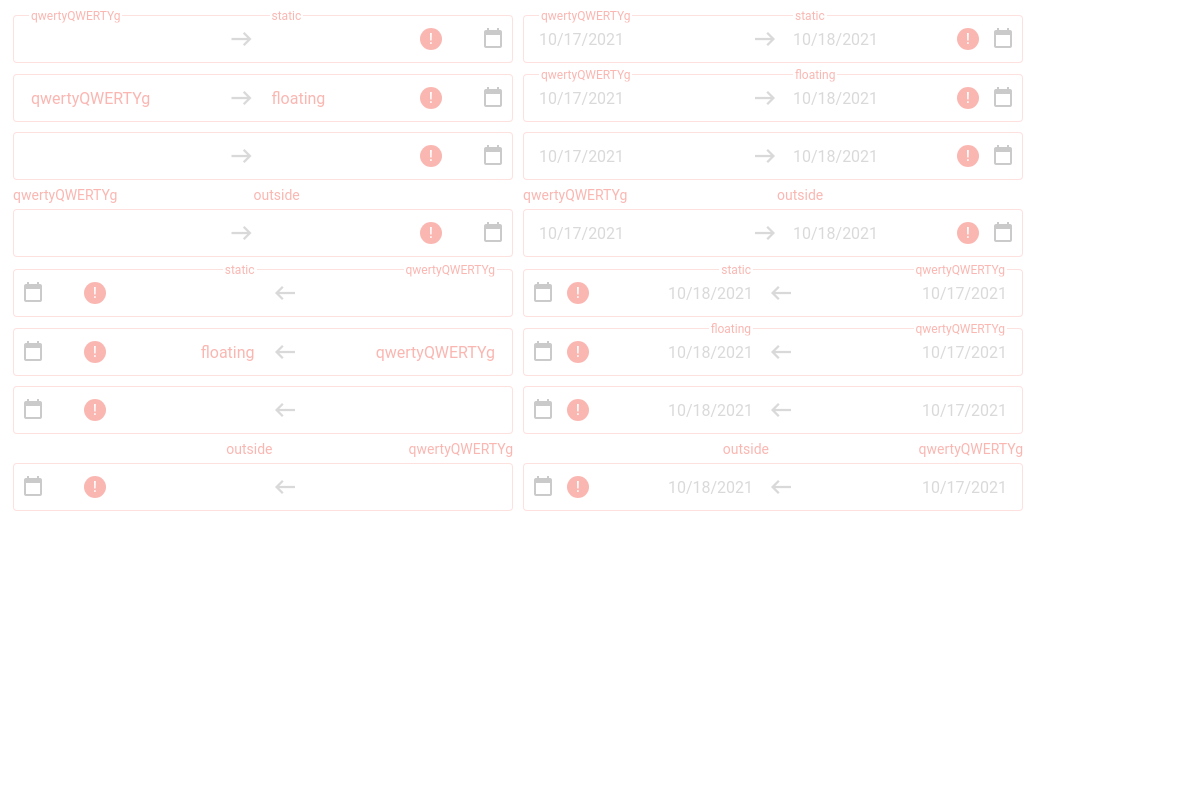 qwertyQWERTYg static qwertyQWERTYg static
! 10/17/2021 10/18/2021 !
qwertyQWERTYg floating
qwertyQWERTYg floating ! 10/17/2021 10/18/2021 !
! 10/17/2021 10/18/2021 !
qwertyQWERTYg outside qwertyQWERTYg outside
! 10/17/2021 10/18/2021 !
static qwertyQWERTYg static qwertyQWERTYg
! ! 10/18/2021 10/17/2021
floating qwertyQWERTYg
! floating qwertyQWERTYg ! 10/18/2021 10/17/2021
! ! 10/18/2021 10/17/2021
outside qwertyQWERTYg outside qwertyQWERTYg
! ! 10/18/2021 10/17/2021